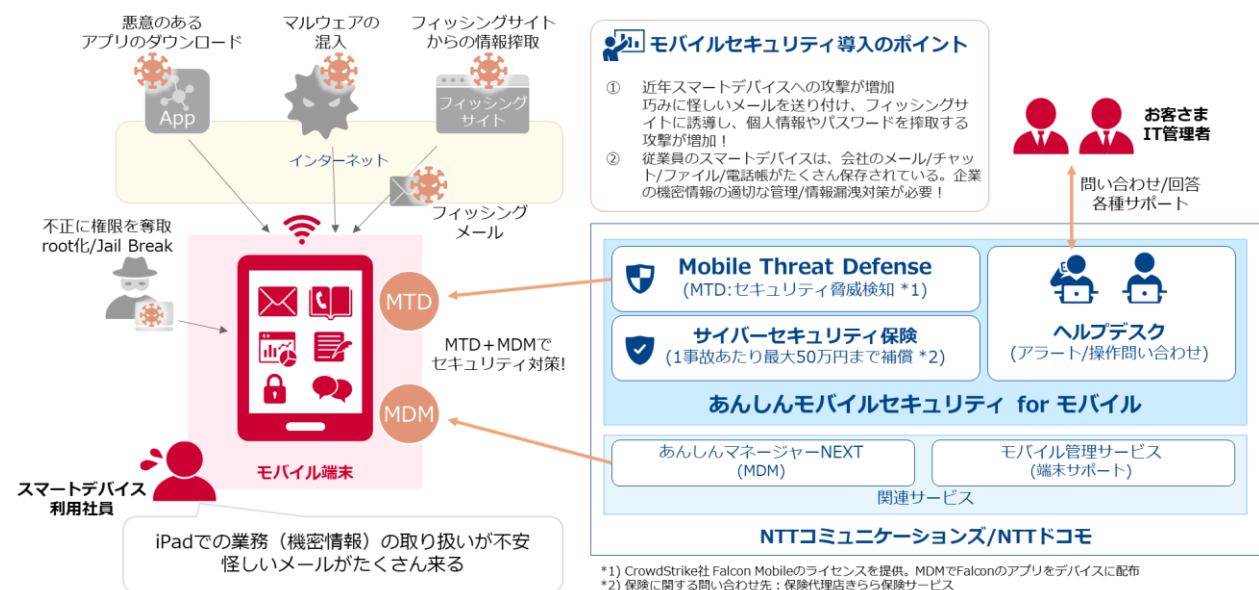 悪意のある
アプリのダウンロード
マルウェアの
混入
フィッシングサイト
からの情報搾取
App
フィッシング
サイト
インターネット
フィッシング
メール
不正に権限を奪取
root化/Jail Break
MTD
MTD+MDMで
セキュリティ対策!
MDM
モバイル端末
スマートデバイス
利用社員
iPadでの業務（機密情報）の取り扱いが不安
怪しいメールがたくさん来る
モバイルセキュリティ導入のポイント
① 近年スマートデバイスへの攻撃が増加
巧みに怪しいメールを送り付け、フィッシングサ
イトに誘導し、個人情報やパスワードを搾取する
攻撃が増加！
② 従業員のスマートデバイスは、会社のメール/チャッ
ト/ファイル/電話帳がたくさん保存されている。企業
の機密情報の適切な管理/情報漏洩対策が必要！
お客さま
IT管理者
問い合わせ/回答
各種サポート
Mobile Threat Defense
(MTD:セキュリティ脅威検知 *1)
サイバーセキュリティ保険
(1事故あたり最大50万円まで補償 *2)
ヘルプデスク
(アラート/操作問い合わせ)
あんしんモバイルセキュリティ for モバイル
あんしんマネージャーNEXT
(MDM)
モバイル管理サービス
(端末サポート)
関連サービス
NTTコミュニケーションズ/NTTドコモ
*1) CrowdStrike社 Falcon Mobileのライセンスを提供。MDMでFalconのアプリをデバイスに配布
*2) 保険に関する問い合わせ先：保険代理店きらら保険サービス